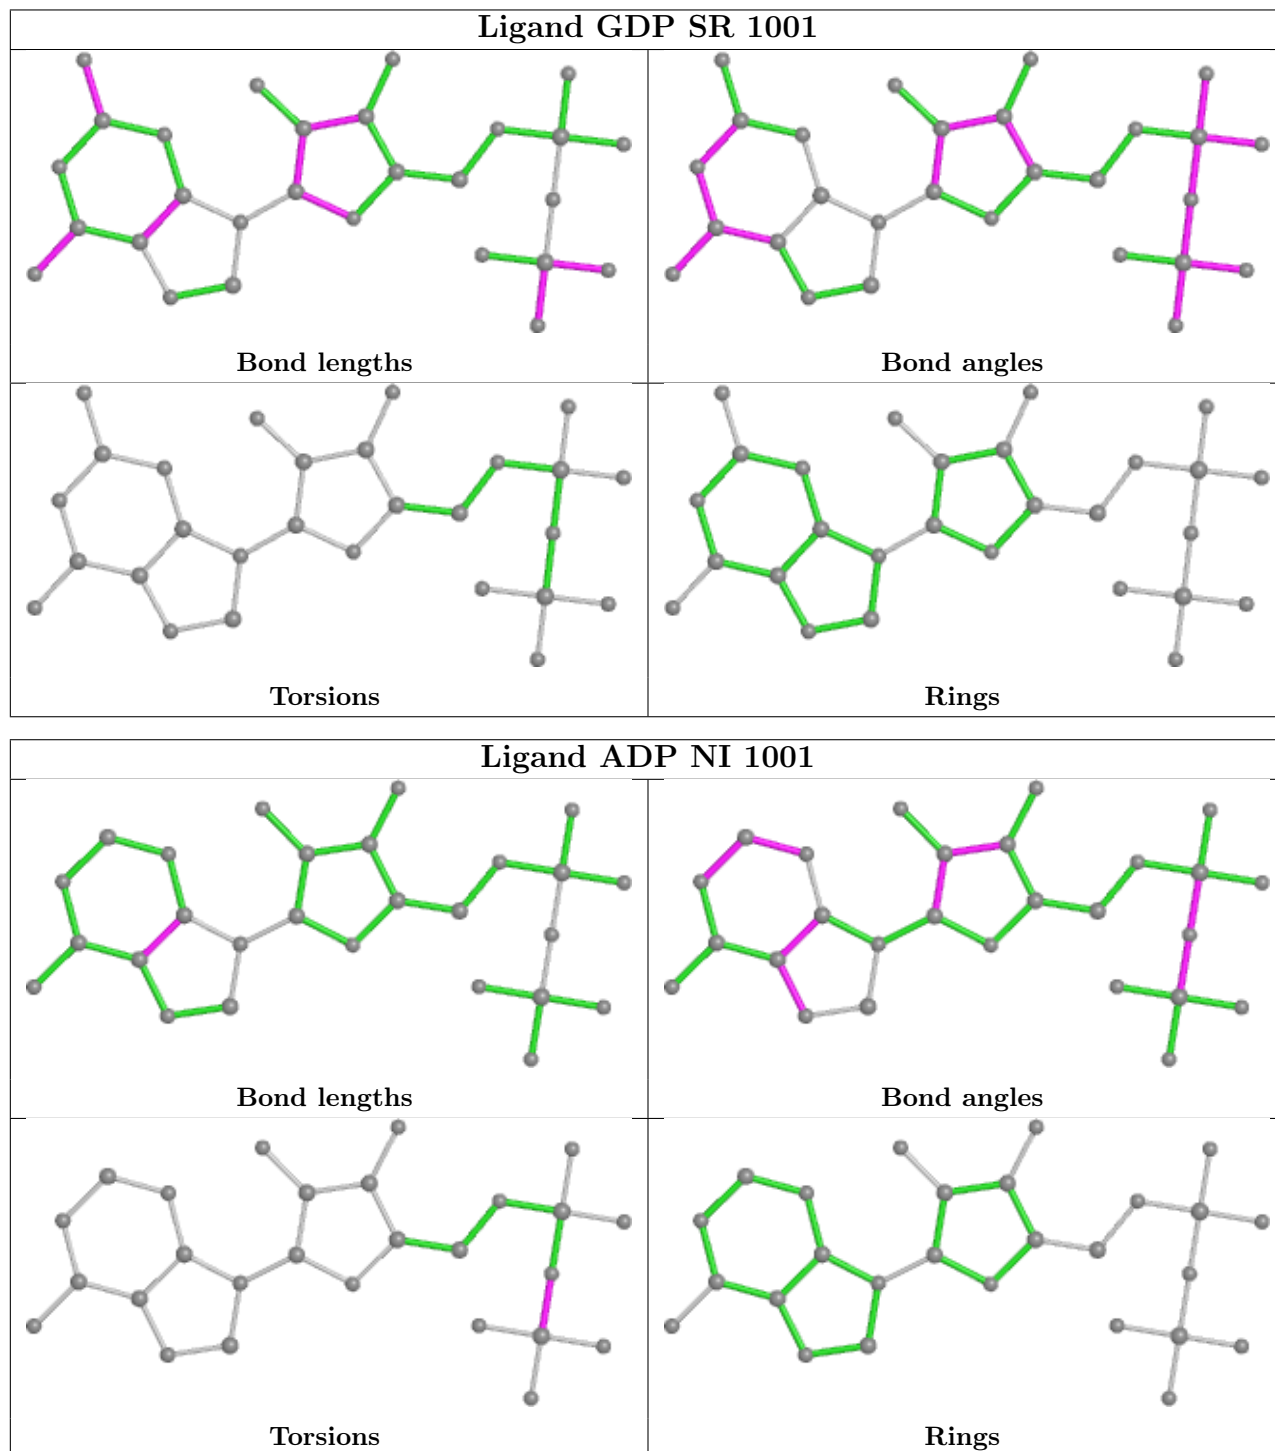 Ligand GDP SR 1001
Bond lengths
Bond angles
Torsions
Rings
Ligand ADP NI 1001
Bond lengths
Bond angles
Torsions
Rings